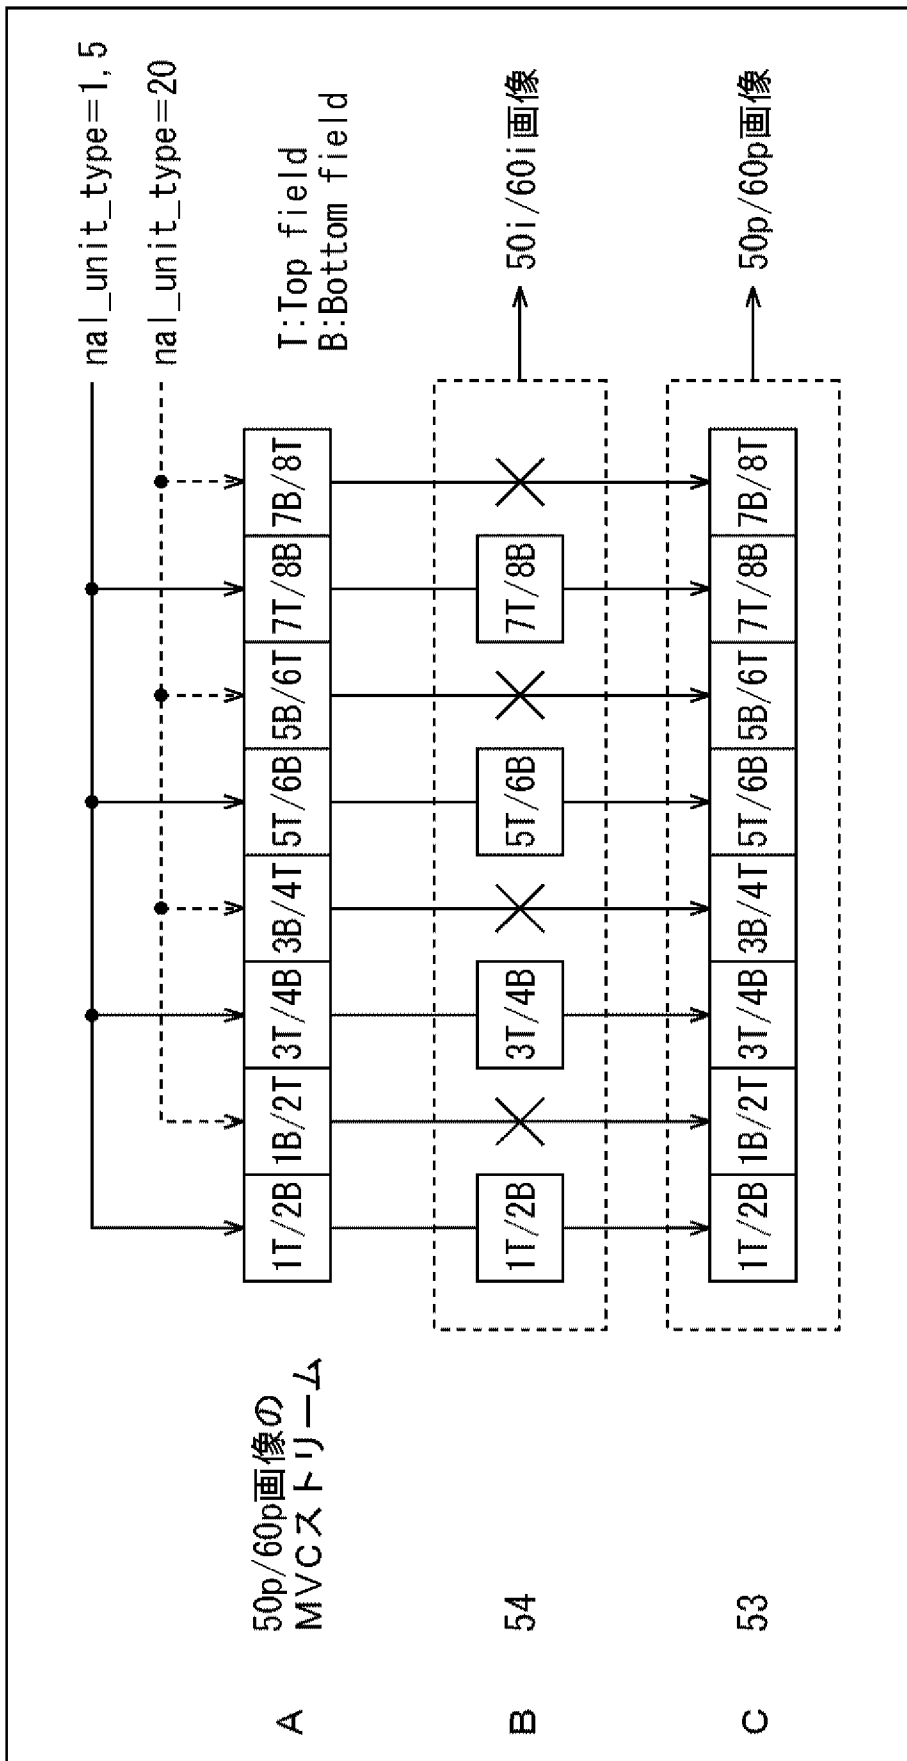 nal_unit_type=1, 5
nal_unit_type=20
T:Top field
B:Bottom field
A
50p/60p画像の
MVCストリーム
1T/2B 1B/2T 3T/4B 3B/4T 5T/6B 5B/6T 7T/8B 7B/8T
B
54
1T/2B 3T/4B 5T/6B 7T/8B
50i/60i画像
C
53
1T/2B 1B/2T 3T/4B 3B/4T 5T/6B 5B/6T 7T/8B 7B/8T
50p/60p画像